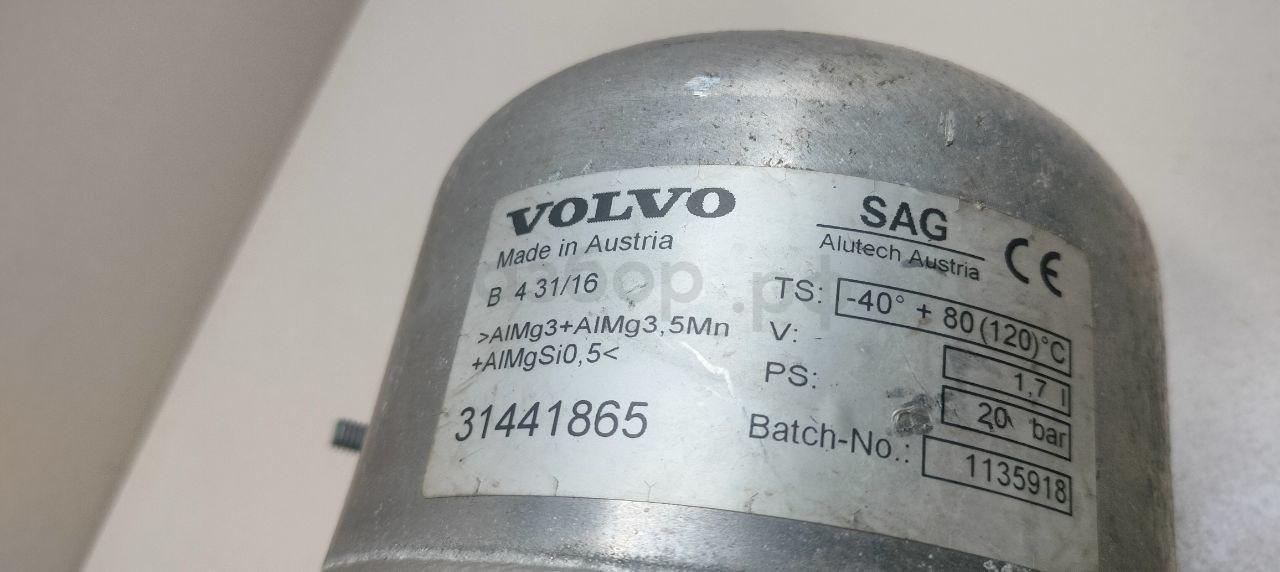 VOLVO
Made in Austria
B 4 31/16
>AlMg3+AlMg3,5Mn
+AlMgSi0,5<
31441865
SAG
Alutech Austria
CE
TS: -40° + 80 (120)°C
V: 1,7 l
PS: 20 bar
Batch-No.: 1135918